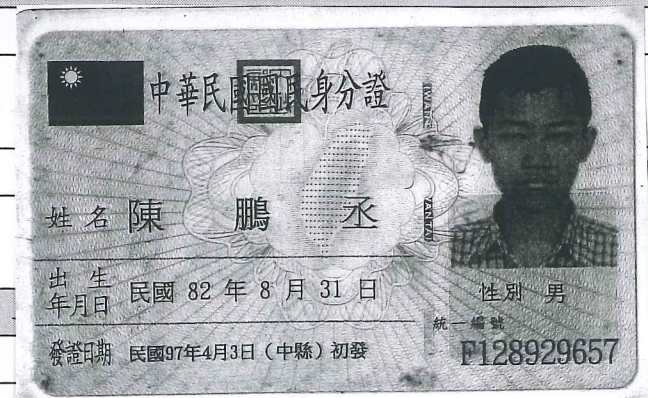 中華民國國民身分證
TAIWAN
姓名 陳鵬丞
出生年月日 民國 82 年 8 月 31 日
性別 男
統一編號
發證日期 民國97年4月3日（中縣）初發
F128929657